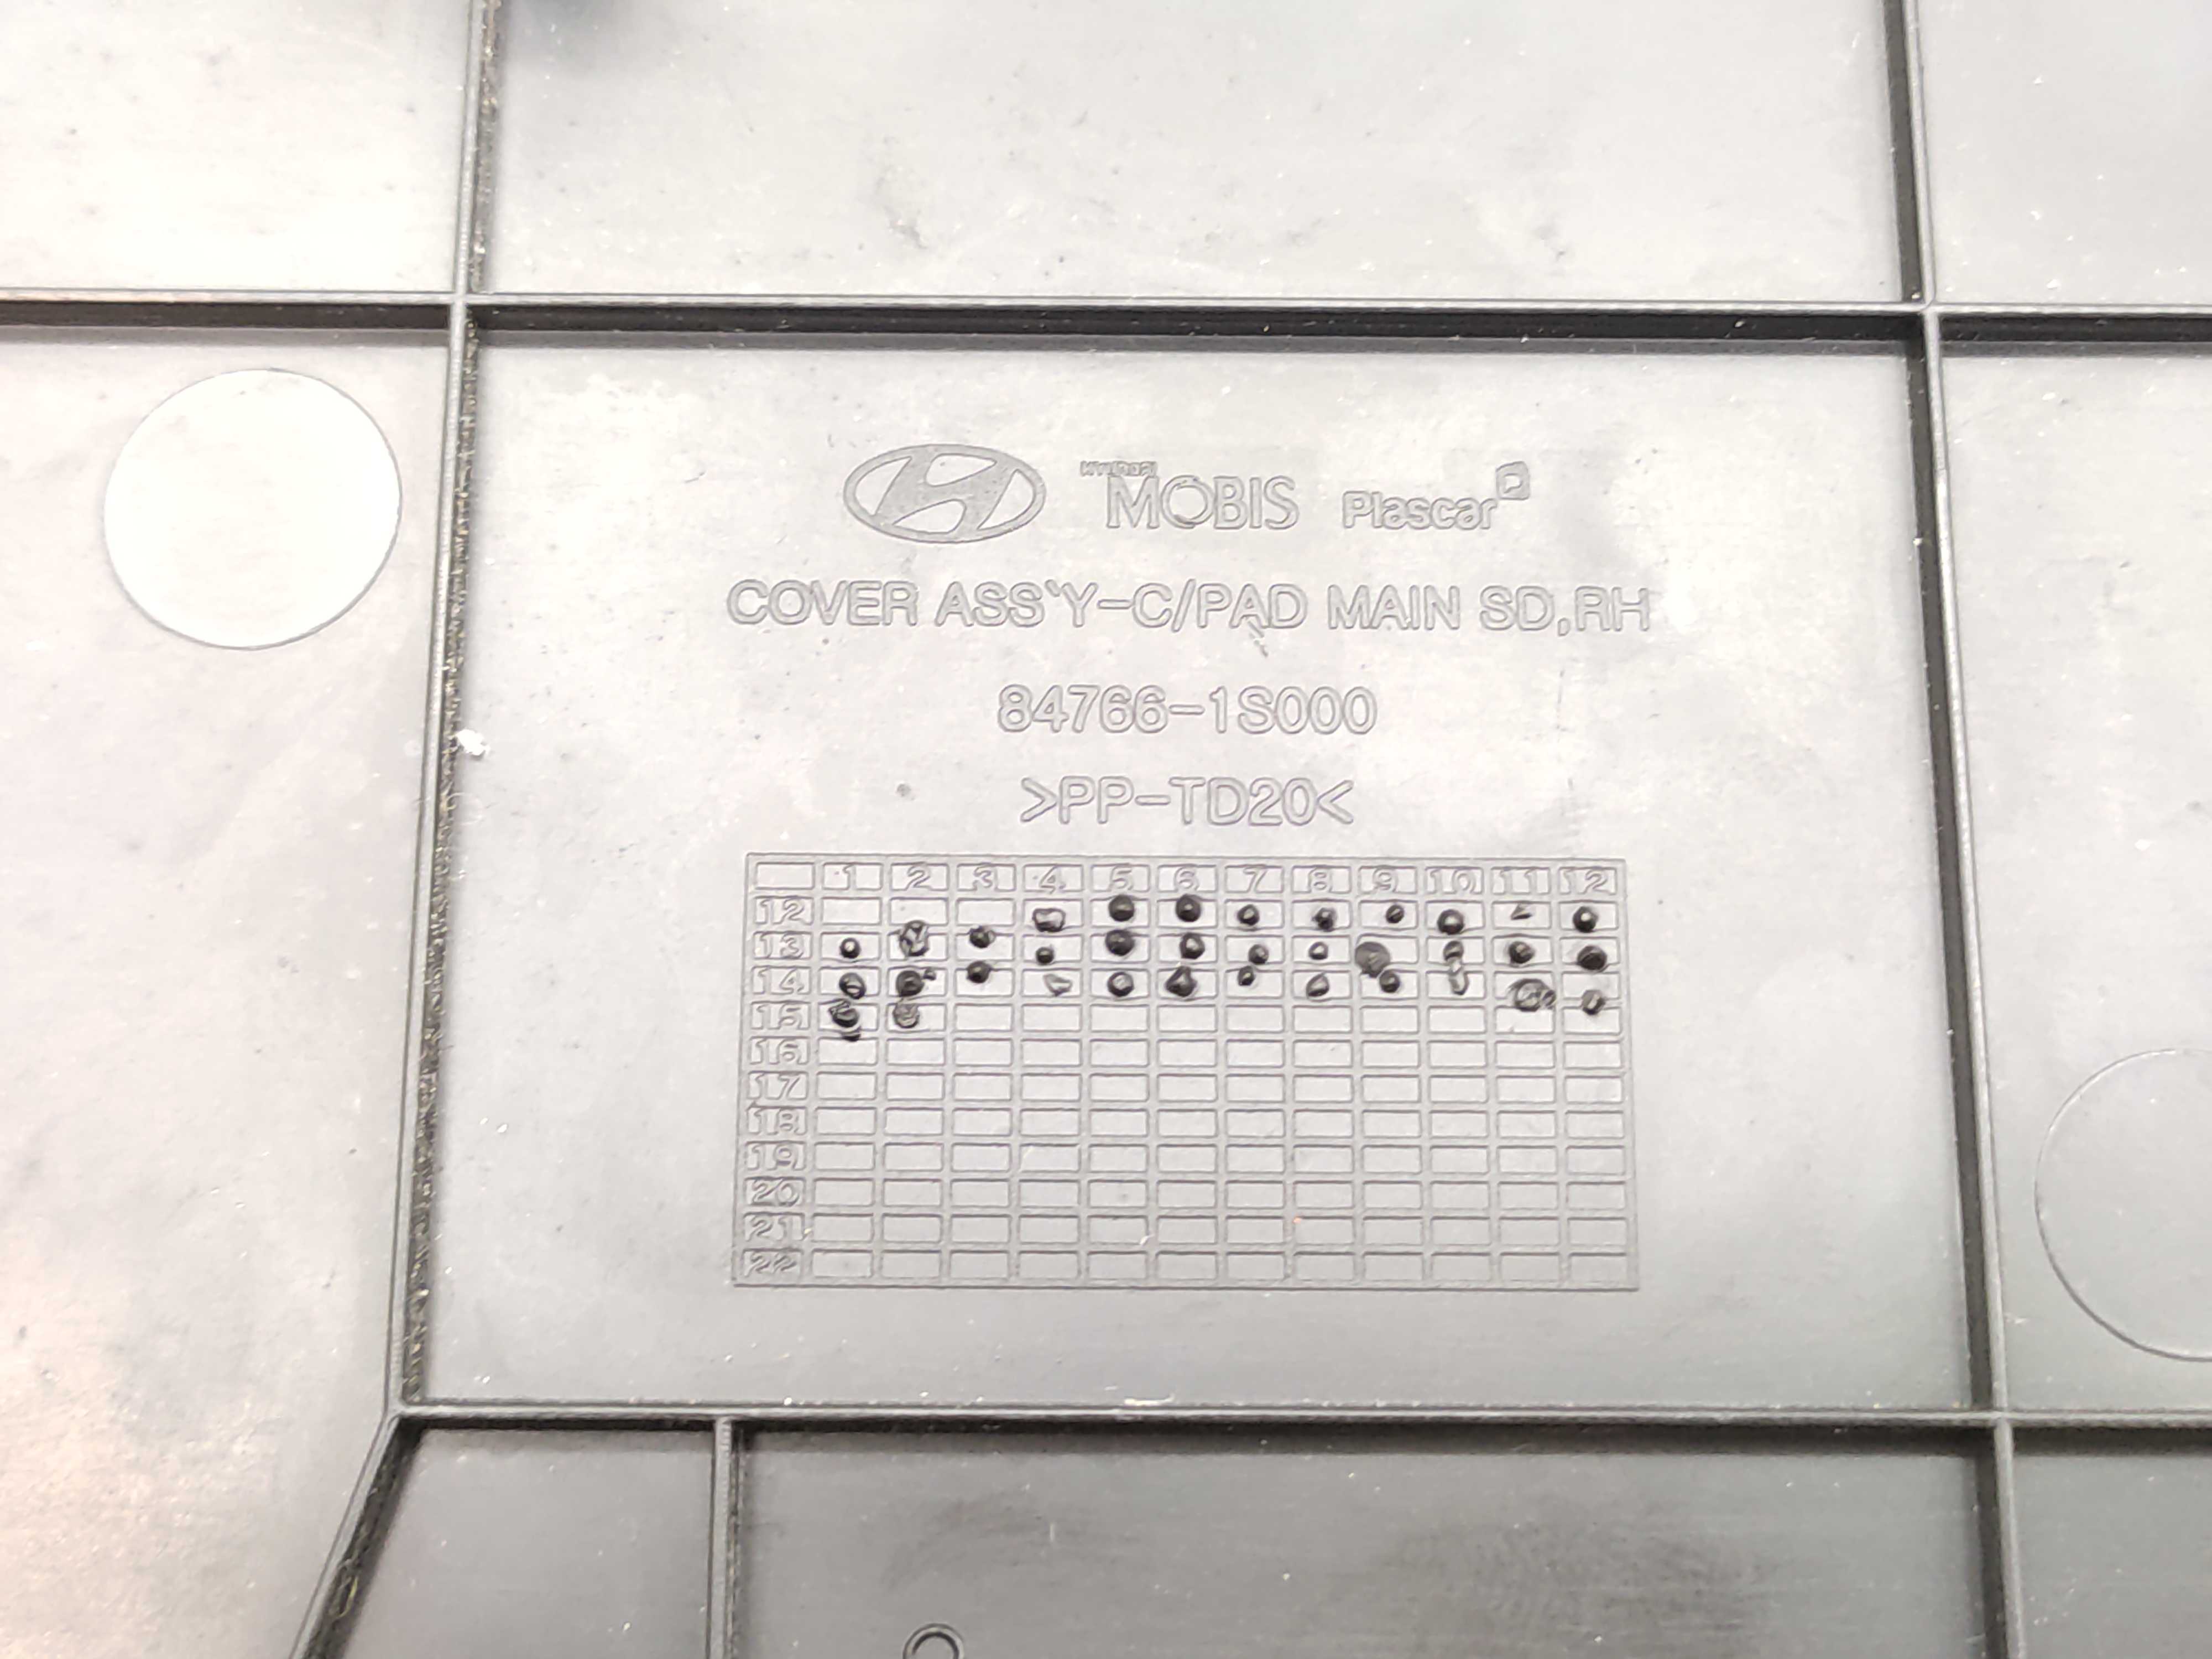 HYUNDAI
MOBIS Plascar
COVER ASS'Y-C/PAD MAIN SD,RH
84766-1S000
>PP-TD20<
1 2 3 4 5 6 7 8 9 10 11 12
12
13
14
15
16
17
18
19
20
21
22